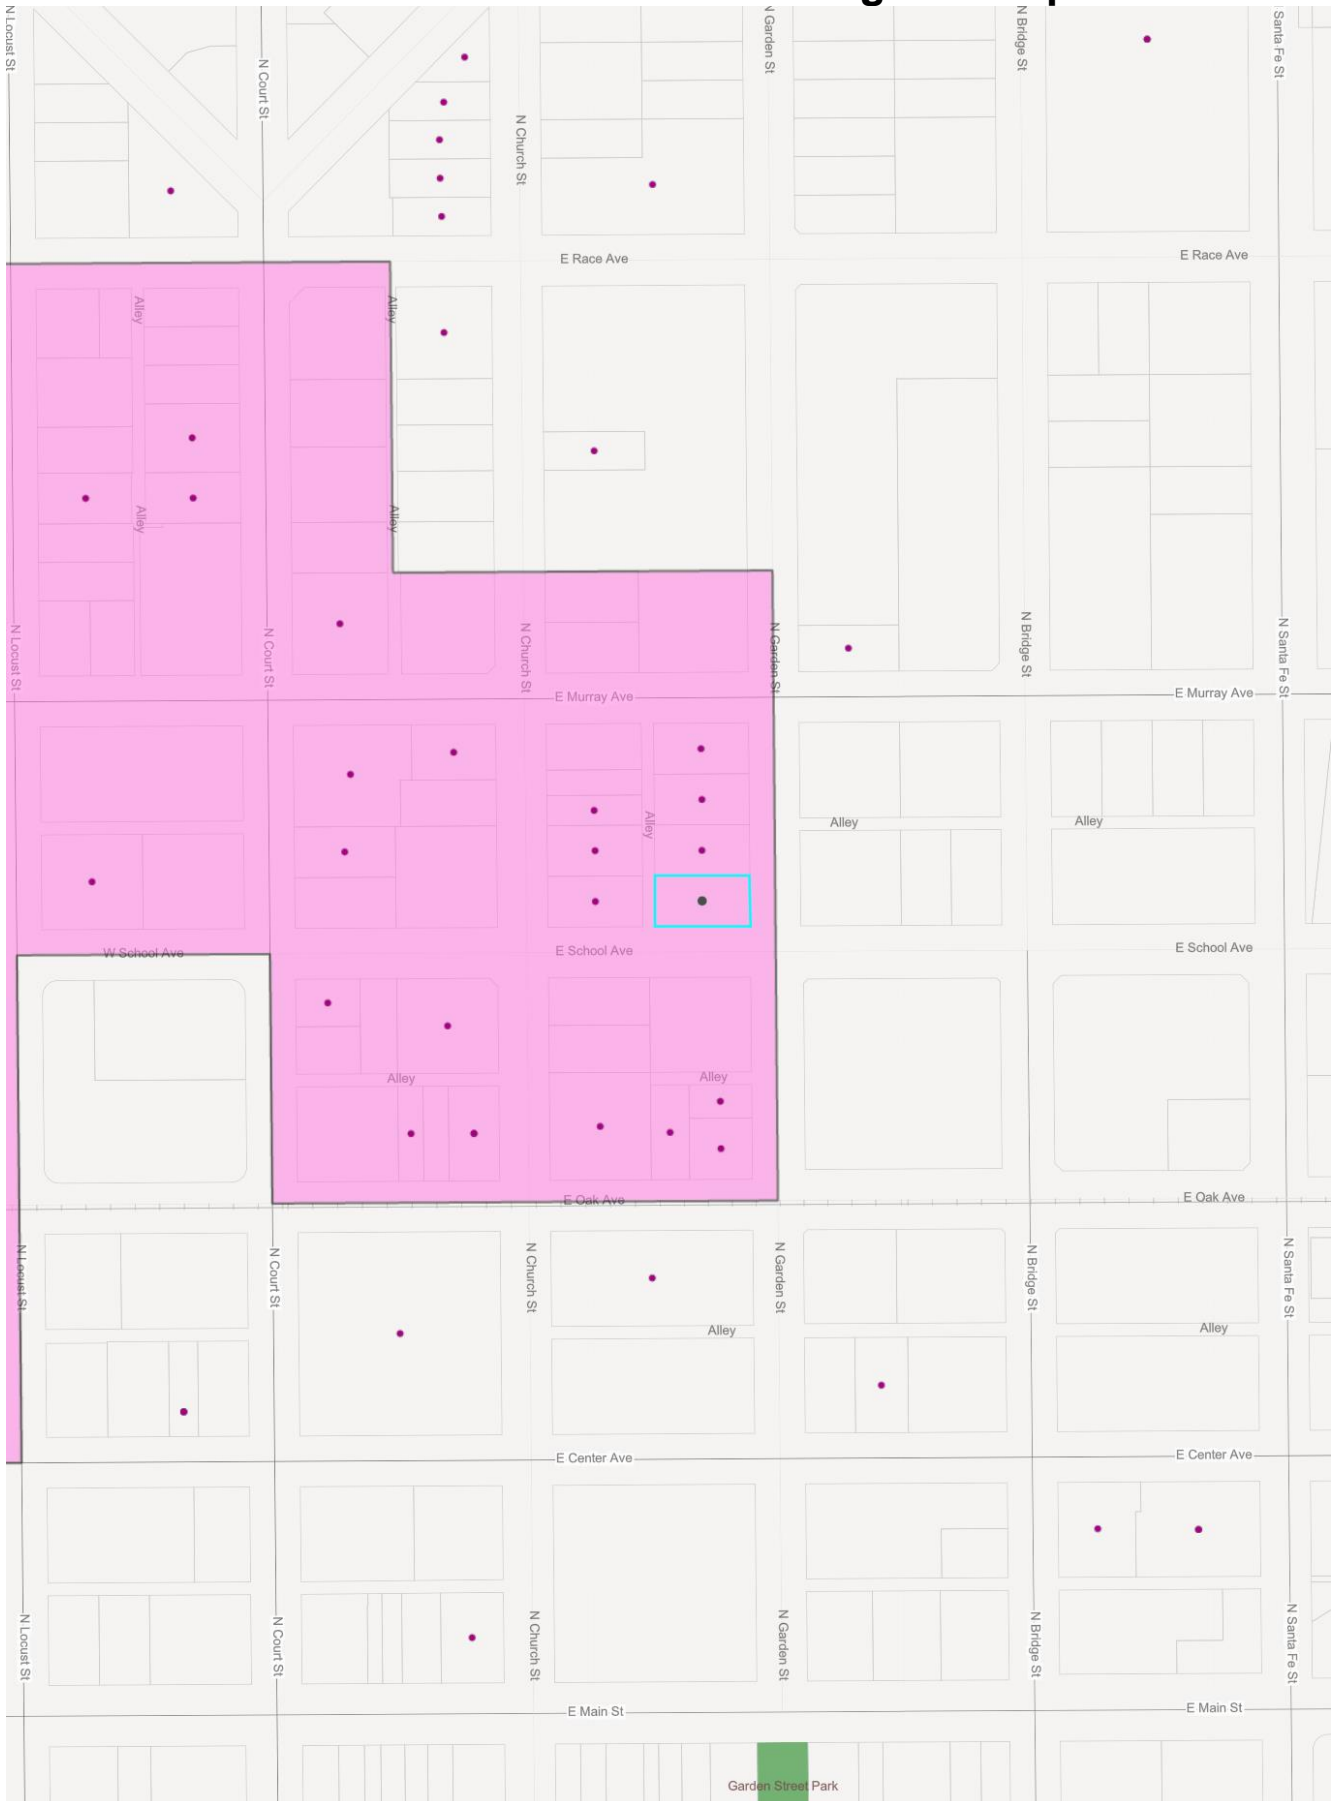 N Locust St
N Court St
N Church St
N Garden St
N Bridge St
Santa Fe St
E Race Ave
E Race Ave
Alley
Alley
Alley
Alley
N Locust St
N Court St
N Church St
N Garden St
N Bridge St
N Santa Fe St
E Murray Ave
E Murray Ave
Alley
Alley
Alley
W School Ave
E School Ave
E School Ave
Alley
Alley
E Oak Ave
E Oak Ave
N Locust St
N Court St
N Church St
N Garden St
N Bridge St
N Santa Fe St
Alley
Alley
E Center Ave
E Center Ave
N Locust St
N Court St
N Church St
N Garden St
N Bridge St
N Santa Fe St
E Main St
E Main St
Garden Street Park